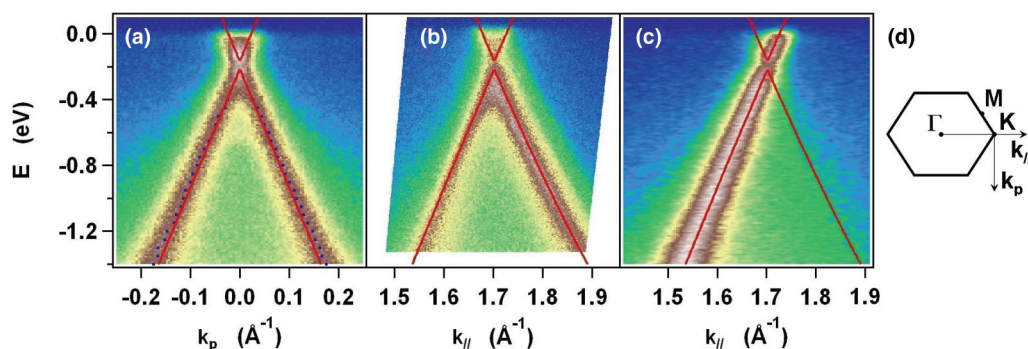 (a)
(b)
(c)
(d)
E (eV)
0.0
-0.4
-0.8
-1.2
-0.2 -0.1 0.0 0.1 0.2
kp (Å-1)
1.5 1.6 1.7 1.8 1.9
k// (Å-1)
1.5 1.6 1.7 1.8 1.9
k// (Å-1)
M
Γ
K
k/
kp